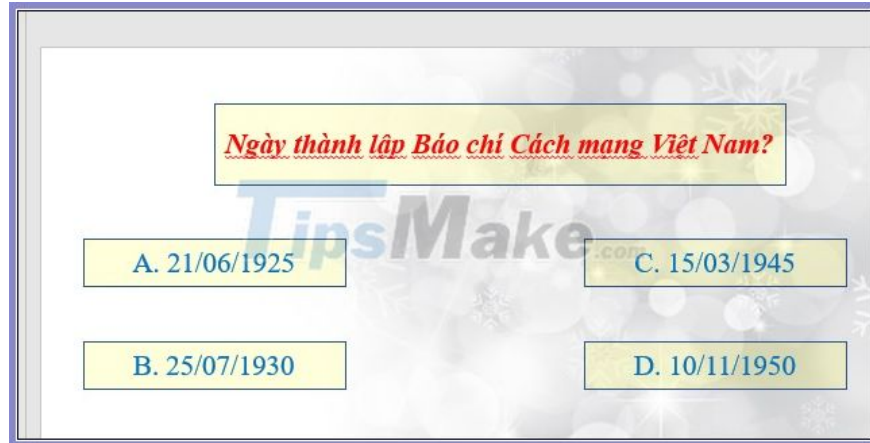 Ngày thành lập Báo chí Cách mạng Việt Nam?
TipsMake.com
A. 21/06/1925
C. 15/03/1945
B. 25/07/1930
D. 10/11/1950